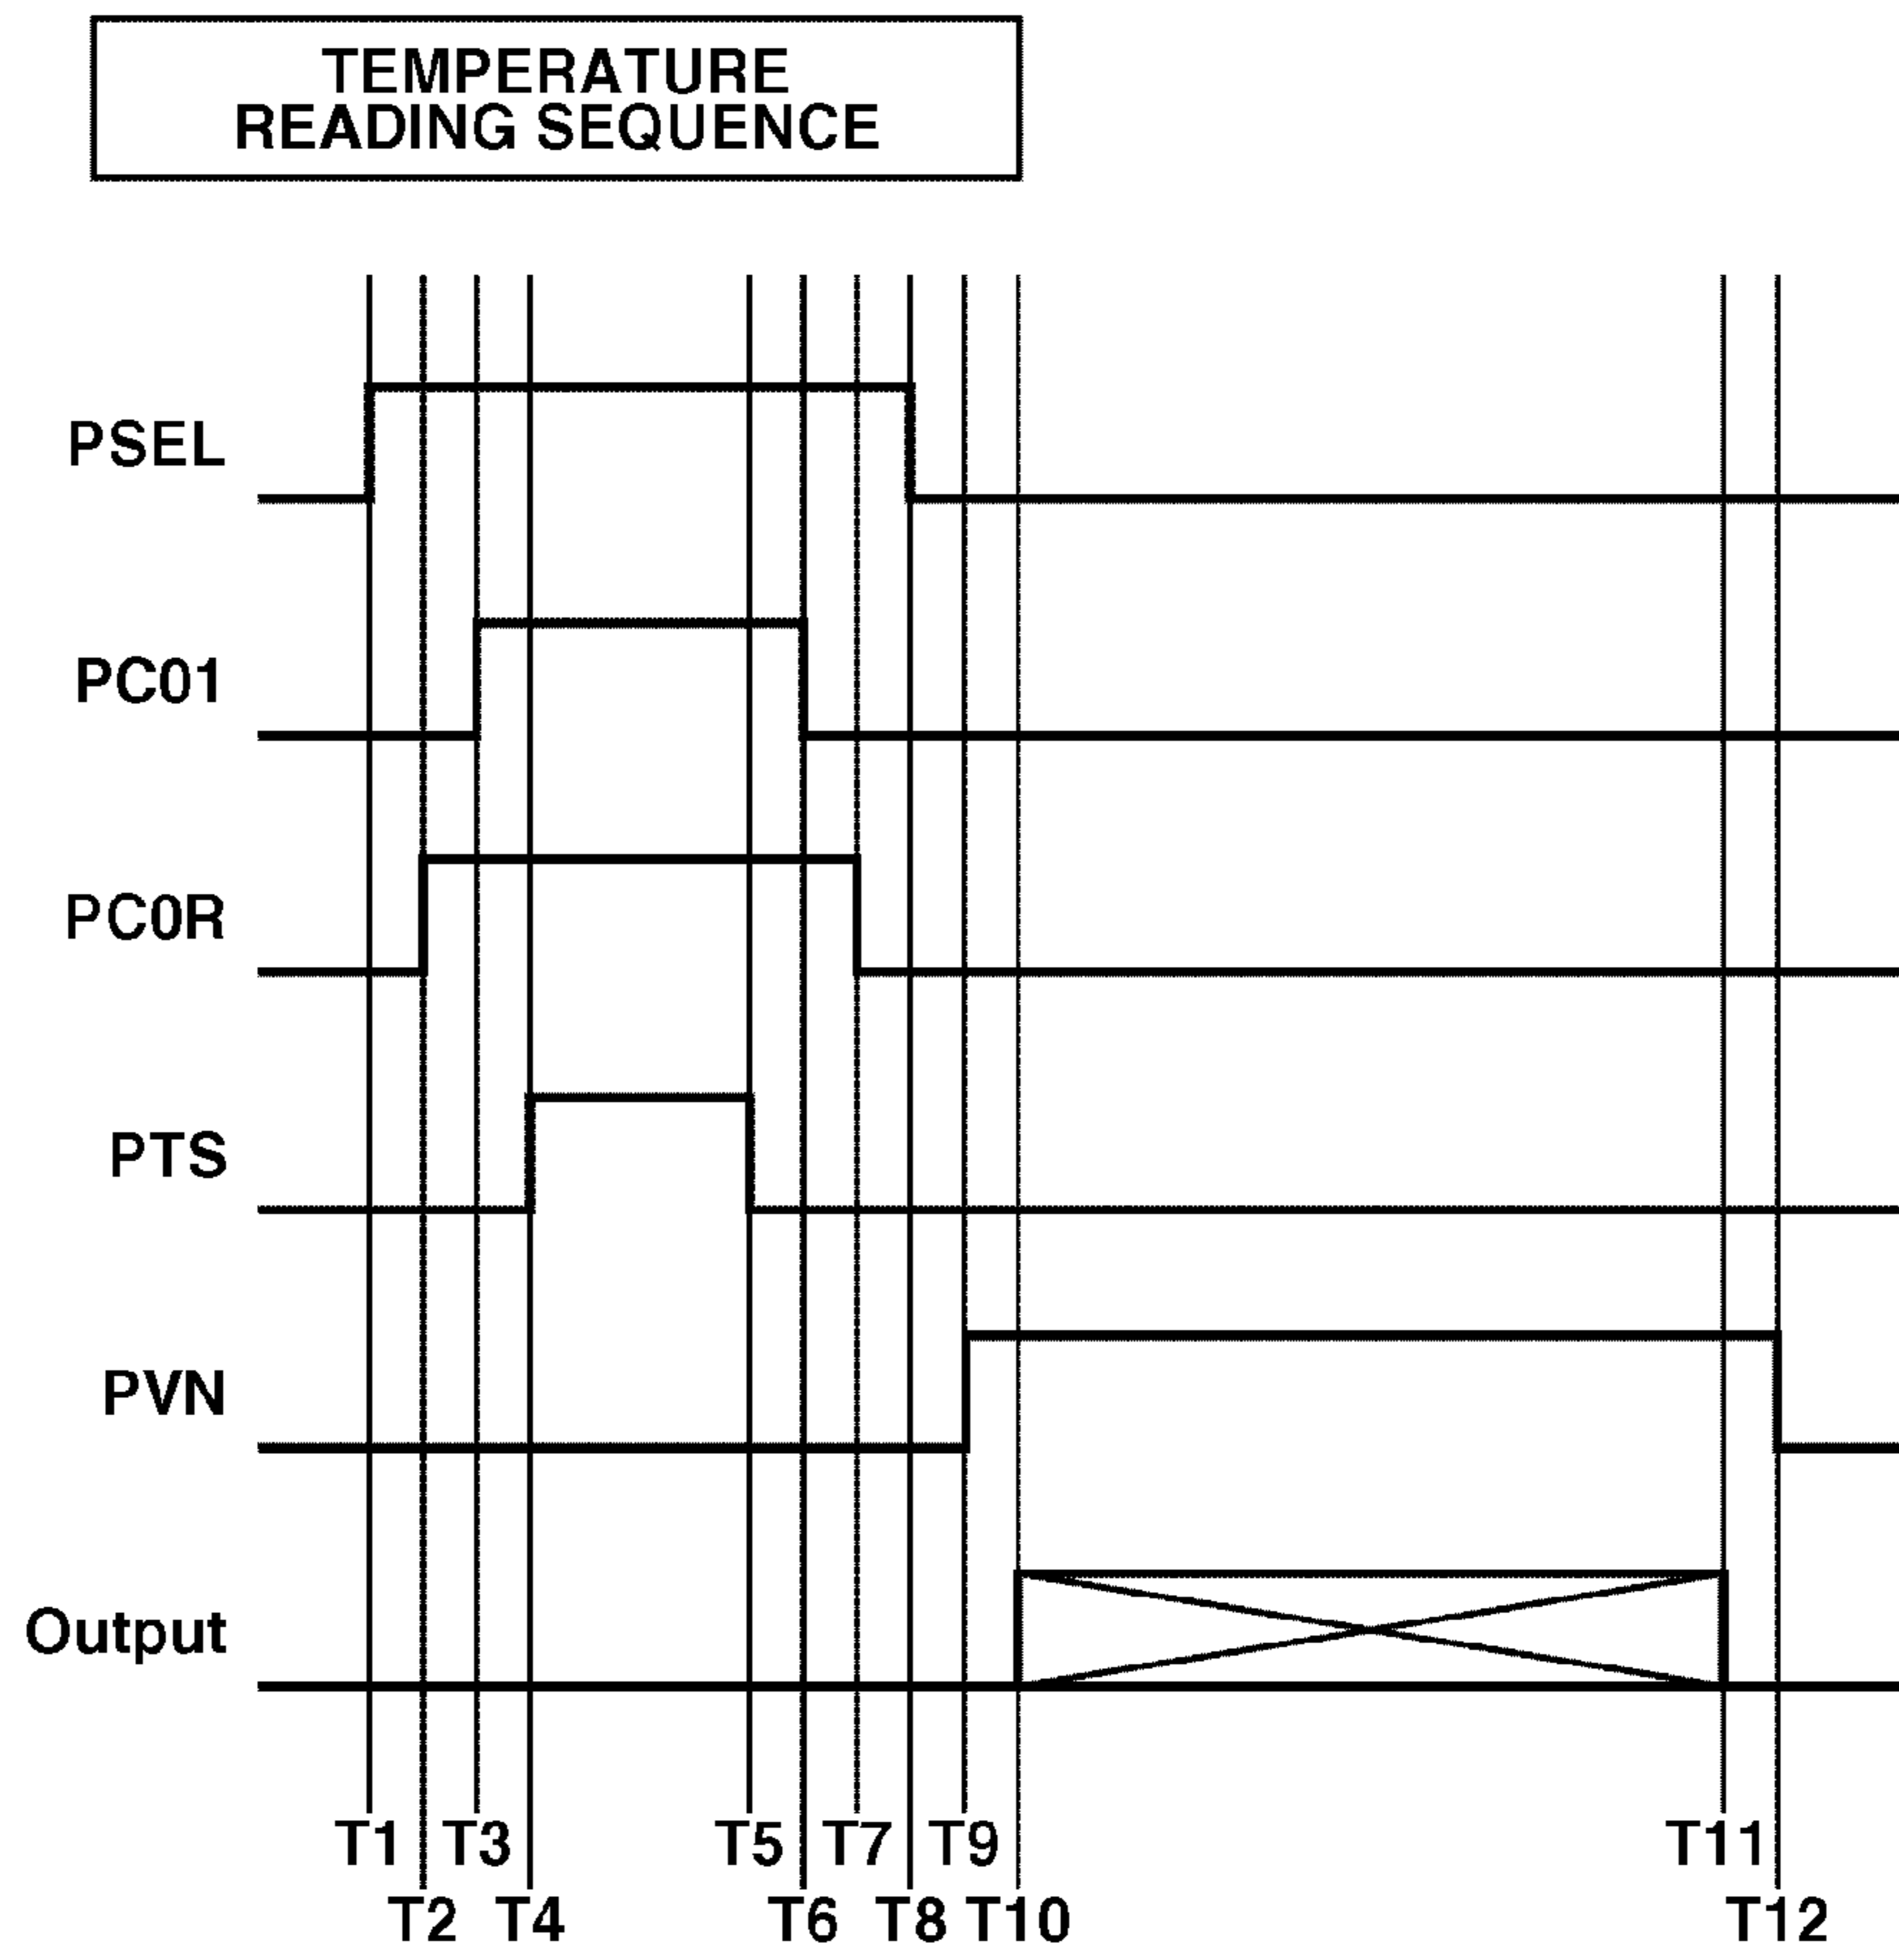 TEMPERATURE
READING SEQUENCE
PSEL
PC01
PC0R
PTS
PVN
Output
T1 T3 T5 T7 T9 T11
T2 T4 T6 T8 T10 T12